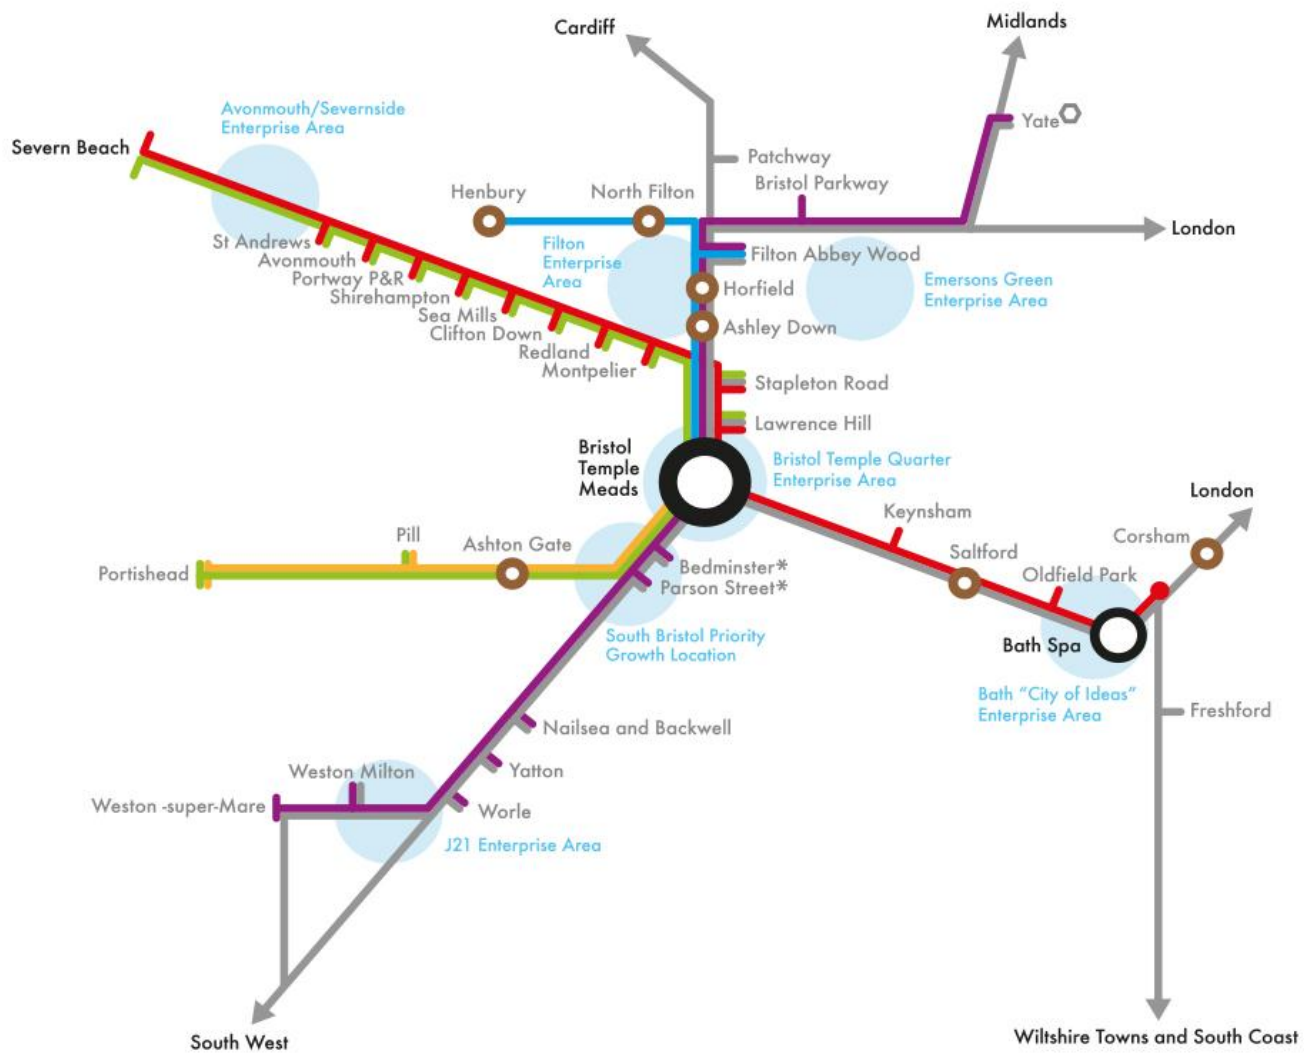 Cardiff
Midlands
Avonmouth/Severnside
Enterprise Area
Yate
Severn Beach
Patchway
Bristol Parkway
Henbury
North Filton
London
St Andrews
Avonmouth
Portway P&R
Shirehampton
Sea Mills
Clifton Down
Redland
Montpelier
Filton
Enterprise
Area
Filton Abbey Wood
Emersons Green
Enterprise Area
Horfield
Ashley Down
Stapleton Road
Lawrence Hill
Bristol
Temple
Meads
Bristol Temple Quarter
Enterprise Area
London
Keynsham
Corsham
Saltford
Oldfield Park
Pill
Ashton Gate
Portishead
Bedminster*
Parson Street*
South Bristol Priority
Growth Location
Bath Spa
Bath "City of Ideas"
Enterprise Area
Freshford
Nailsea and Backwell
Yatton
Weston Milton
Weston -super-Mare
Worle
J21 Enterprise Area
South West
Wiltshire Towns and South Coast